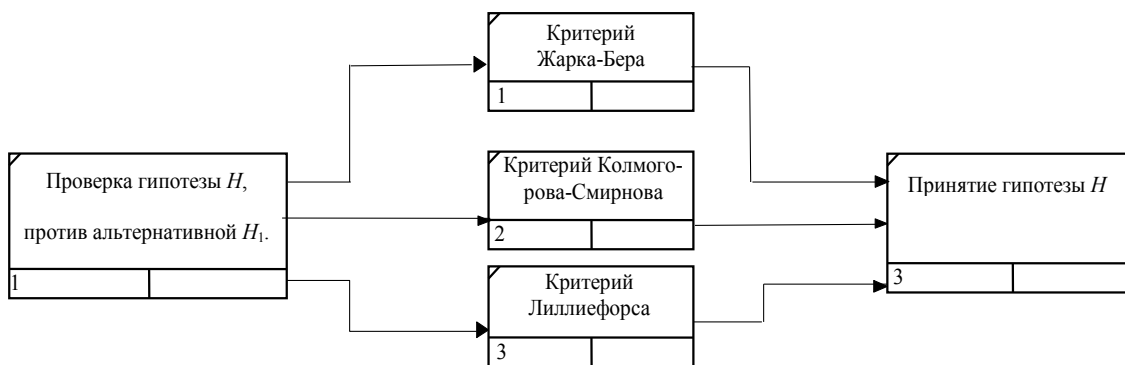 Критерий
Жарка-Бера
1
Проверка гипотезы H,
против альтернативной H₁.
1
Критерий Колмого-
рова-Смирнова
2
Критерий
Лиллиефорса
3
Принятие гипотезы H
3